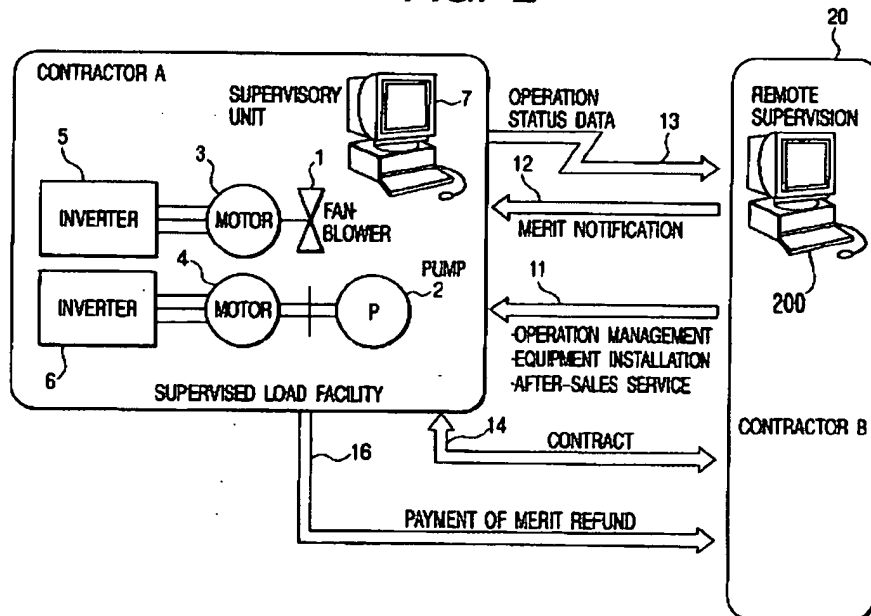 20
CONTRACTOR A
SUPERVISORY
UNIT
7
OPERATION
STATUS DATA
13
REMOTE
SUPERVISION
5
3
1
12
INVERTER
MOTOR
FAN-
BLOWER
MERIT NOTIFICATION
4
PUMP
2
11
200
INVERTER
MOTOR
P
·OPERATION MANAGEMENT
·EQUIPMENT INSTALLATION
·AFTER-SALES SERVICE
6
SUPERVISED LOAD FACILITY
14
CONTRACT
CONTRACTOR B
16
PAYMENT OF MERIT REFUND